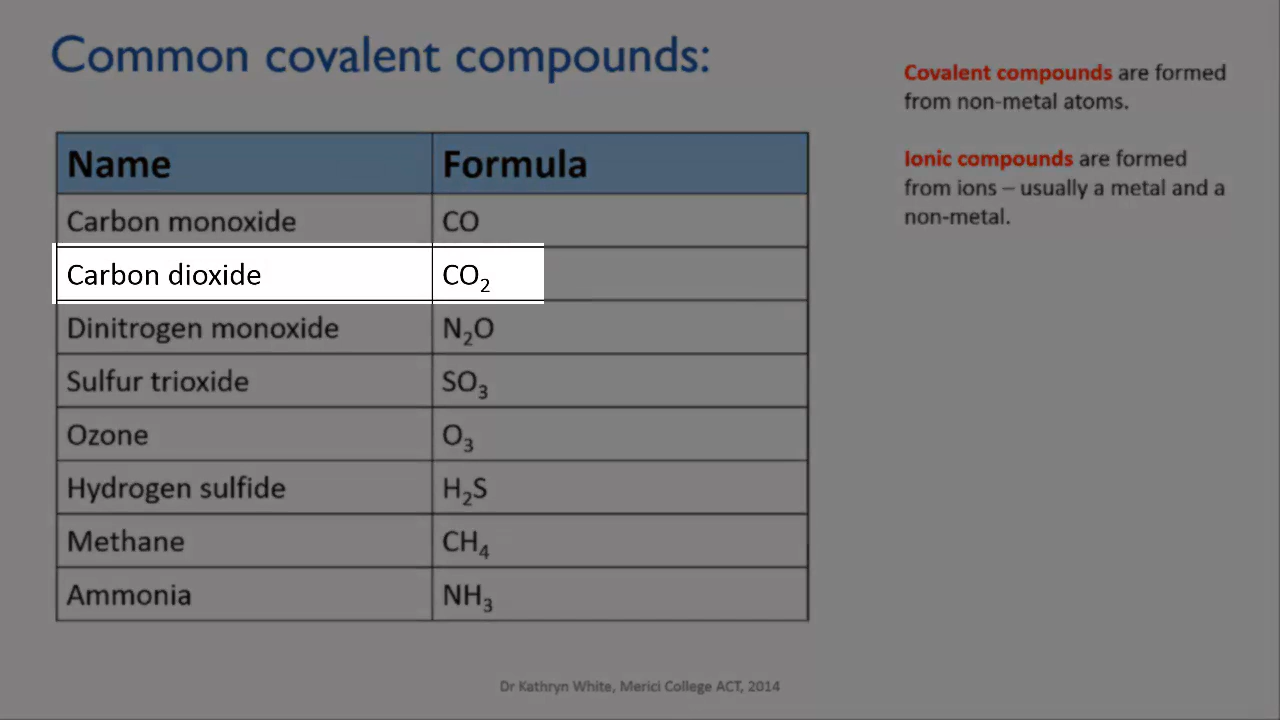 Common covalent compounds:
Covalent compounds are formed
from non-metal atoms.
Ionic compounds are formed
from ions – usually a metal and a
non-metal.
Name Formula
Carbon monoxide CO
Carbon dioxide CO₂
Dinitrogen monoxide N₂O
Sulfur trioxide SO₃
Ozone O₃
Hydrogen sulfide H₂S
Methane CH₄
Ammonia NH₃
Dr Kathryn White, Merici College ACT, 2014